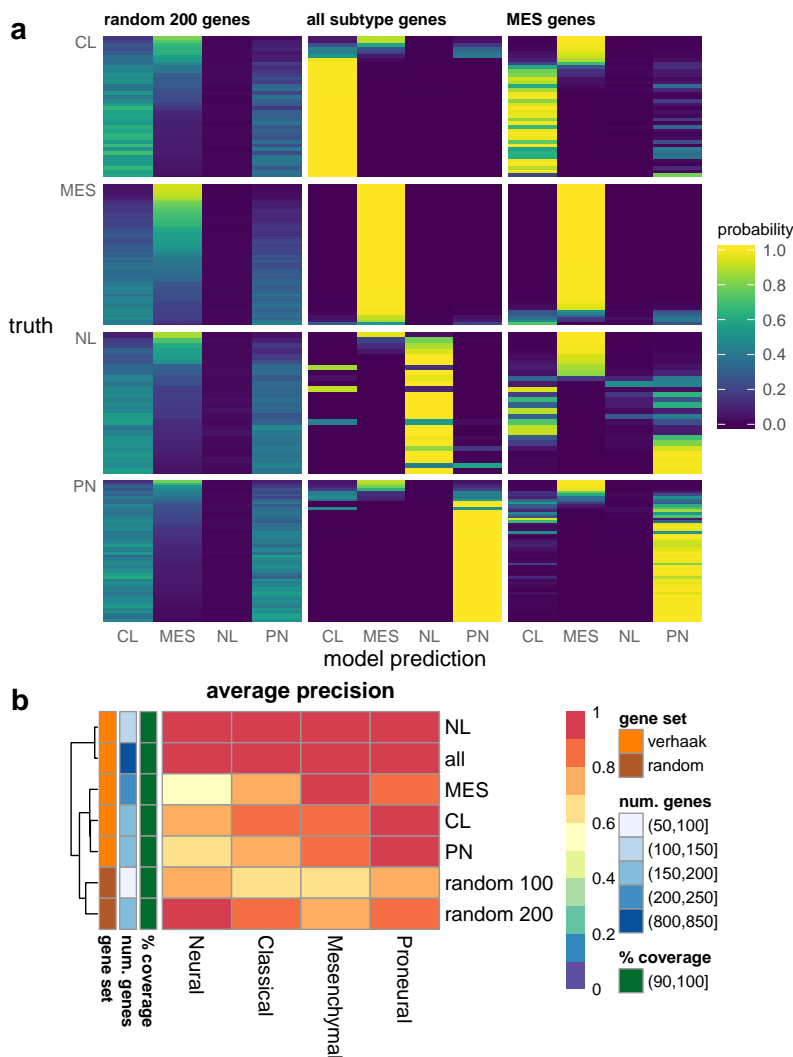 a
random 200 genes all subtype genes MES genes
CL
MES
NL
PN
truth
probability
1.0
0.8
0.6
0.4
0.2
0.0
CL MES NL PN CL MES NL PN CL MES NL PN
model prediction
b
average precision
NL
all
MES
CL
PN
random 100
random 200
gene set
num. genes
% coverage
Neural
Classical
Mesenchymal
Proneural
1
0.8
0.6
0.4
0.2
0
gene set
verhaak
random
num. genes
(50,100]
(100,150]
(150,200]
(200,250]
(800,850]
% coverage
(90,100]